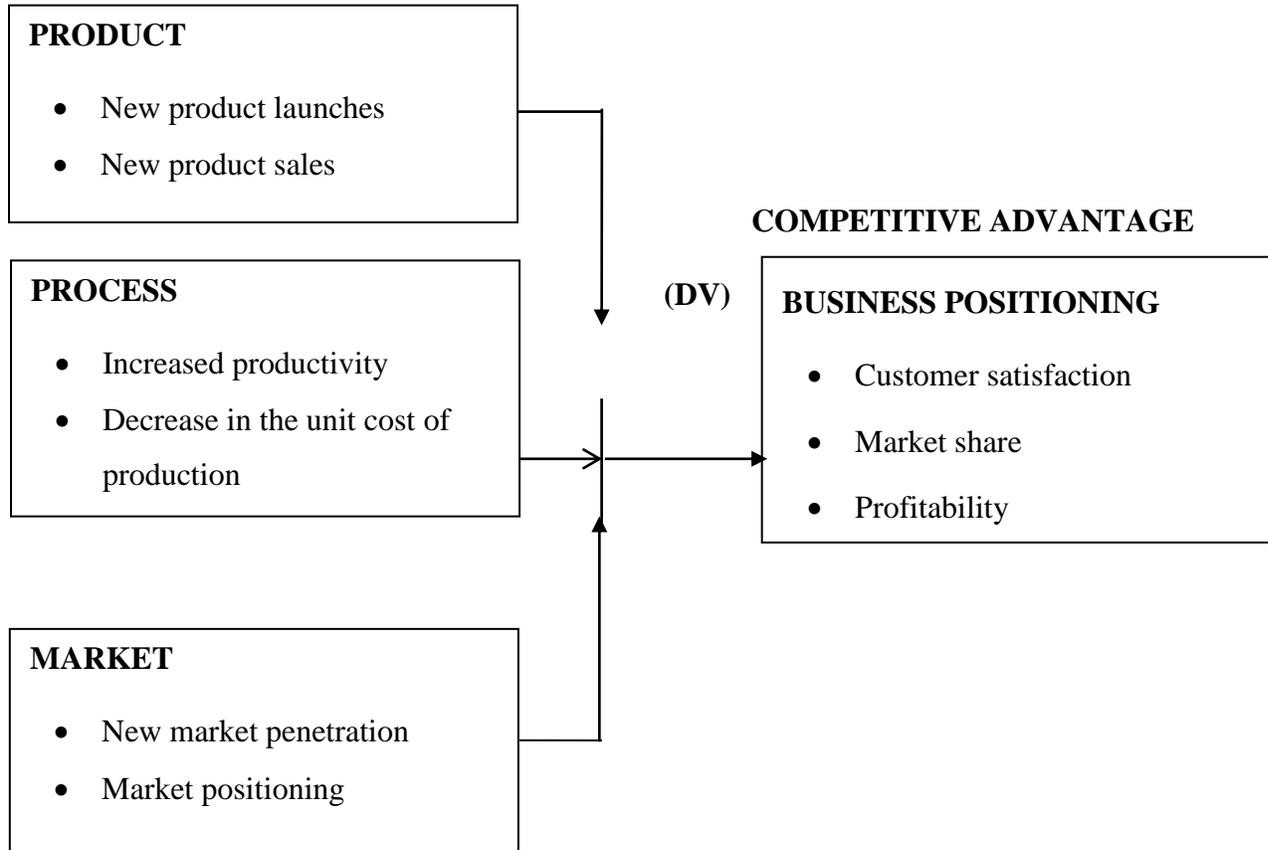 PRODUCT
• New product launches
• New product sales
PROCESS
• Increased productivity
• Decrease in the unit cost of
production
MARKET
• New market penetration
• Market positioning
COMPETITIVE ADVANTAGE
(DV)
BUSINESS POSITIONING
• Customer satisfaction
• Market share
• Profitability